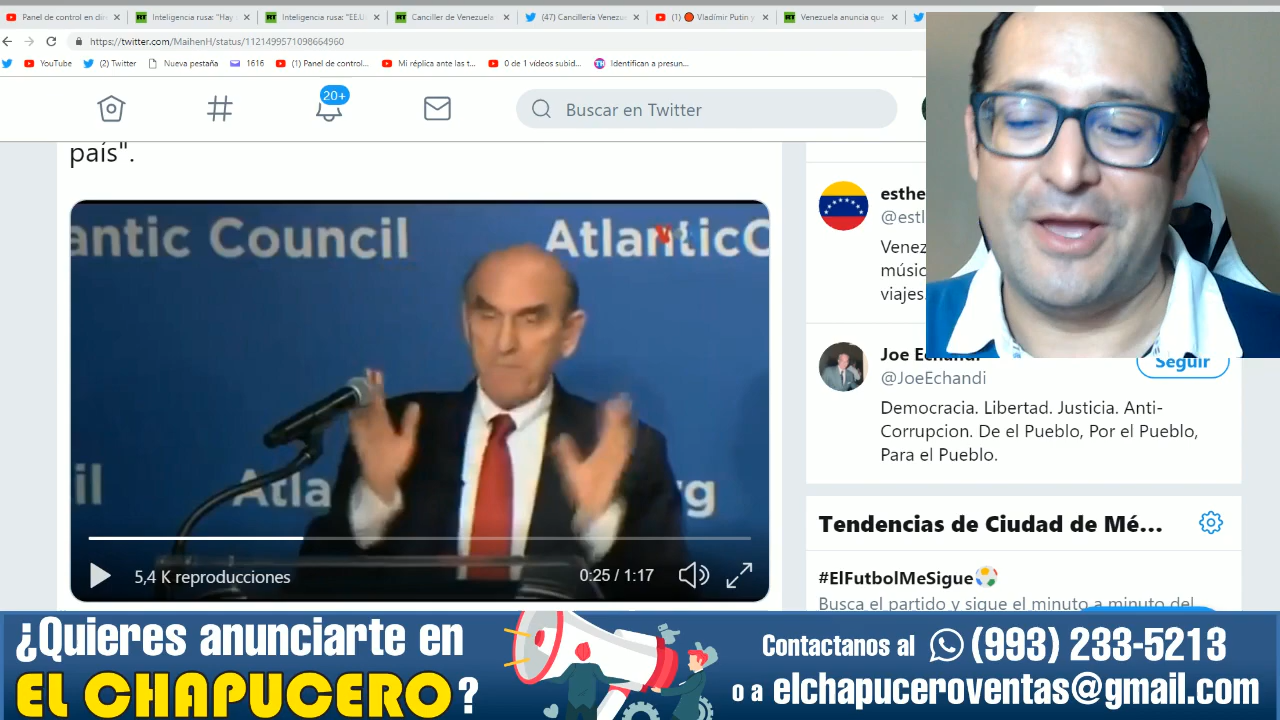 Panel de control en dir
Inteligencia rusa: "Hay
Inteligencia rusa: "EE.U
Canciller de Venezuela
(47) Cancillería Venezu
(1) 🔴 Vladímir Putin y
Venezuela anuncia que
https://twitter.com/MaihenH/status/1121499571098664960
YouTube
(2) Twitter
Nueva pestaña
1616
(1) Panel de control...
Mi réplica ante las t...
0 de 1 vídeos subid...
Identifican a presun...
20+
Buscar en Twitter
país".
antic Council
AtlanticC
il
Atla
rg
5,4 K reproducciones
0:25 / 1:17
esthe
@estl
Venez
músic
viajes.
Joe Echandi
@JoeEchandi
Seguir
Democracia. Libertad. Justicia. Anti-
Corrupcion. De el Pueblo, Por el Pueblo,
Para el Pueblo.
Tendencias de Ciudad de Mé...
#ElFutbolMeSigue⚽
Busca el partido y sigue el minuto a minuto del
¿Quieres anunciarte en
EL CHAPUCERO?
Contactanos al (993) 233-5213
o a elchapuceroventas@gmail.com